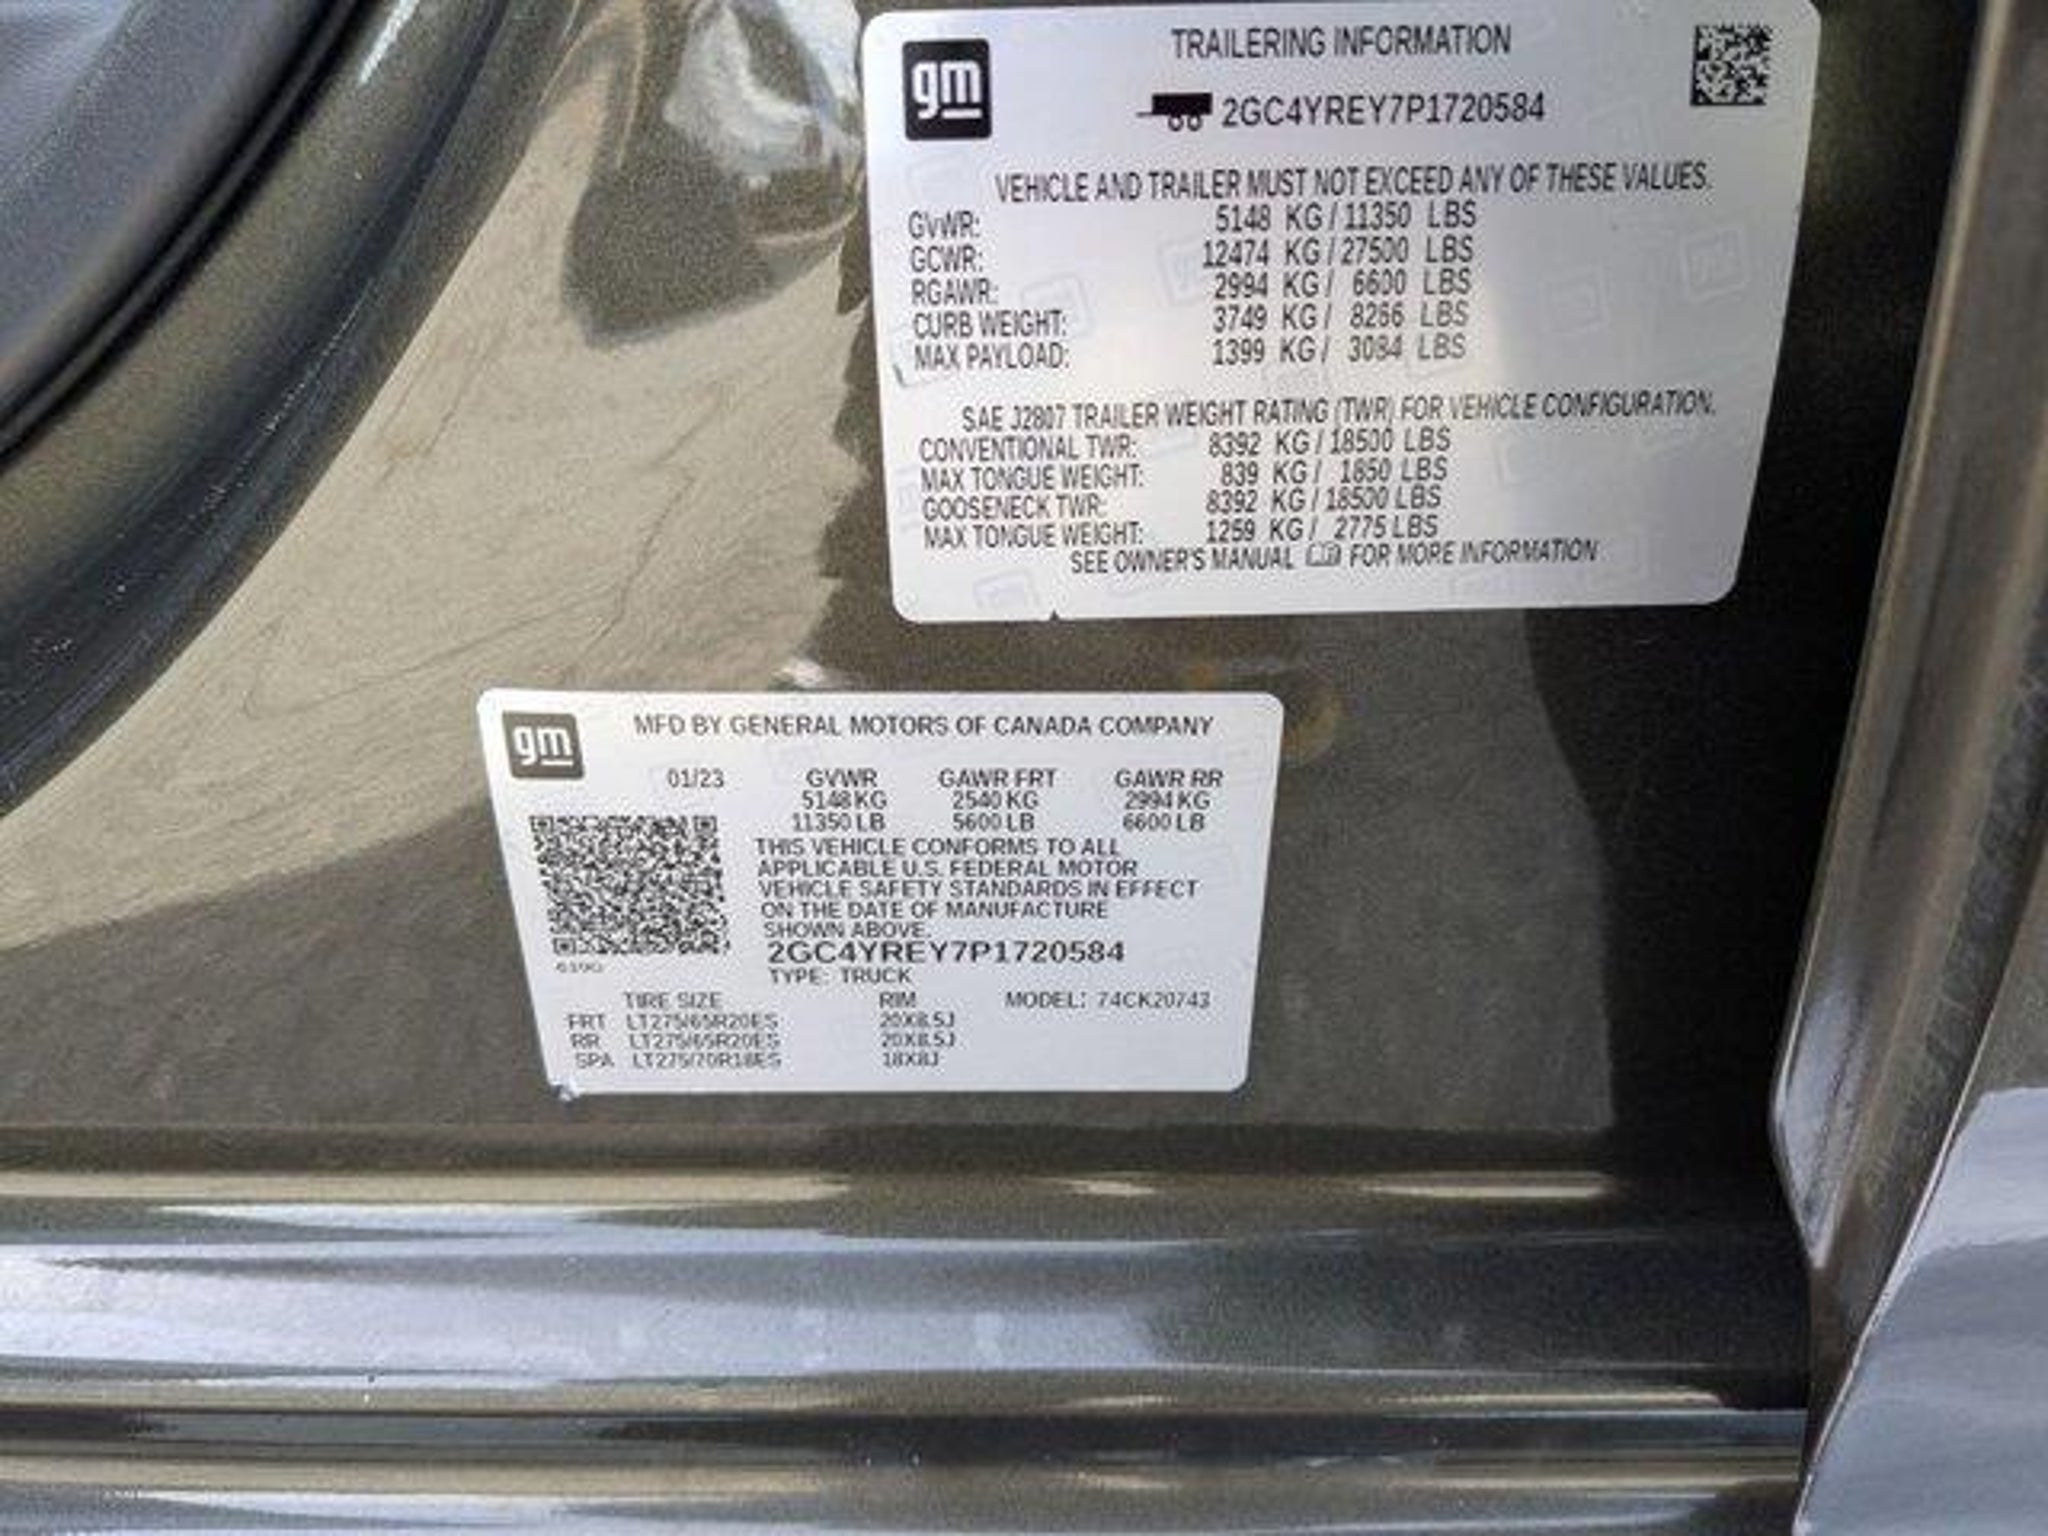 gm
TRAILERING INFORMATION
2GC4YREY7P1720584
VEHICLE AND TRAILER MUST NOT EXCEED ANY OF THESE VALUES.
GVWR: 5148 KG / 11350 LBS
GCWR: 12474 KG / 27500 LBS
RGAWR: 2994 KG / 6600 LBS
CURB WEIGHT: 3749 KG / 8266 LBS
MAX PAYLOAD: 1399 KG / 3084 LBS
SAE J2807 TRAILER WEIGHT RATING (TWR) FOR VEHICLE CONFIGURATION.
CONVENTIONAL TWR: 8392 KG / 18500 LBS
MAX TONGUE WEIGHT: 839 KG / 1850 LBS
GOOSENECK TWR: 8392 KG / 18500 LBS
MAX TONGUE WEIGHT: 1259 KG / 2775 LBS
SEE OWNER'S MANUAL FOR MORE INFORMATION
gm
MFD BY GENERAL MOTORS OF CANADA COMPANY
01/23 GVWR GAWR FRT GAWR RR
5148 KG 2540 KG 2994 KG
11350 LB 5600 LB 6600 LB
THIS VEHICLE CONFORMS TO ALL
APPLICABLE U.S. FEDERAL MOTOR
VEHICLE SAFETY STANDARDS IN EFFECT
ON THE DATE OF MANUFACTURE
SHOWN ABOVE.
2GC4YREY7P1720584
TYPE: TRUCK
TIRE SIZE RIM MODEL: 74CK20743
FRT LT275/65R20ES 20X8.5J
RR LT275/65R20ES 20X8.5J
SPA LT275/70R18ES 18X8J